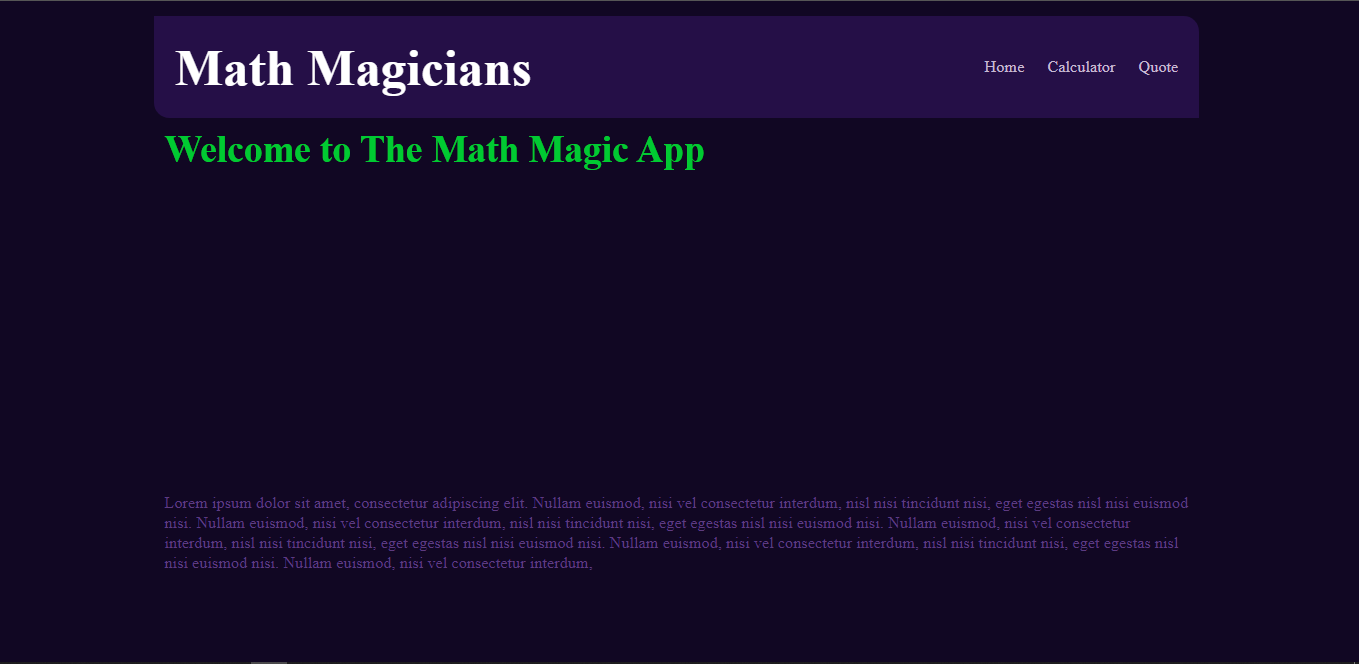 Math Magicians
Home Calculator Quote
Welcome to The Math Magic App
Lorem ipsum dolor sit amet, consectetur adipiscing elit. Nullam euismod, nisi vel consectetur interdum, nisl nisi tincidunt nisi, eget egestas nisl nisi euismod
nisi. Nullam euismod, nisi vel consectetur interdum, nisl nisi tincidunt nisi, eget egestas nisl nisi euismod nisi. Nullam euismod, nisi vel consectetur
interdum, nisl nisi tincidunt nisi, eget egestas nisl nisi euismod nisi. Nullam euismod, nisi vel consectetur interdum, nisl nisi tincidunt nisi, eget egestas nisl
nisi euismod nisi. Nullam euismod, nisi vel consectetur interdum,